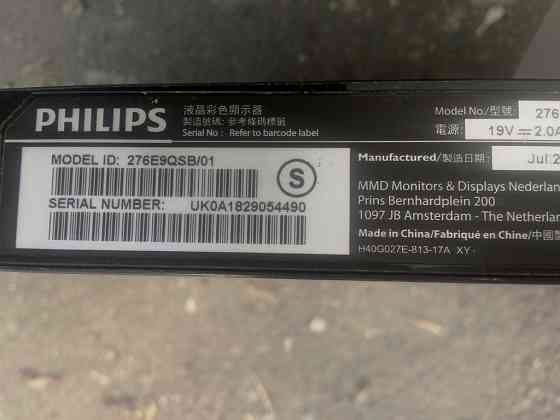 PHILIPS
液晶彩色顯示器
製造號碼: 參考條碼標籤
Serial No : Refer to barcode label
MODEL ID: 276E9QSB/01
S
SERIAL NUMBER: UK0A1829054490
Model No/型號: 276
電源: 19V⎓2.0A
Manufactured/製造日期: Jul 2
MMD Monitors & Displays Nederlan
Prins Bernhardplein 200
1097 JB Amsterdam - The Netherlan
Made in China/Fabriqué en Chine/中國製
H40G027E-813-17A XY -